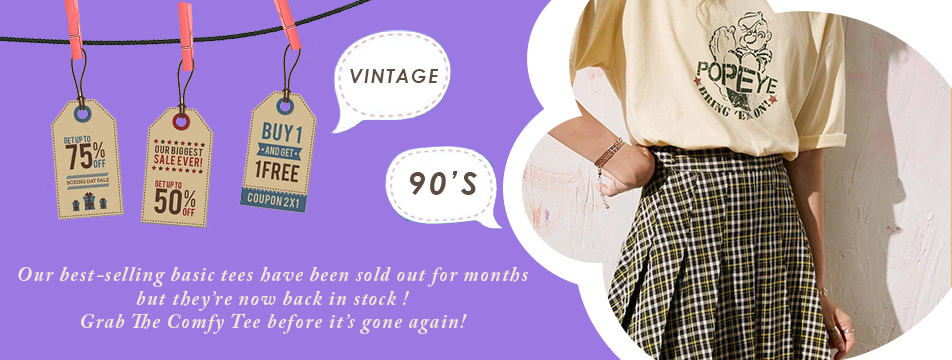 GET UP TO
75%
OFF
BOXING DAY SALE
OUR BIGGEST
SALE EVER!
GET UP TO
50%
OFF
BUY 1
AND GET
1 FREE
COUPON 2X1
VINTAGE
90'S
POPEYE
BRING 'EM ON!
Our best-selling basic tees have been sold out for months
but they're now back in stock !
Grab The Comfy Tee before it's gone again!